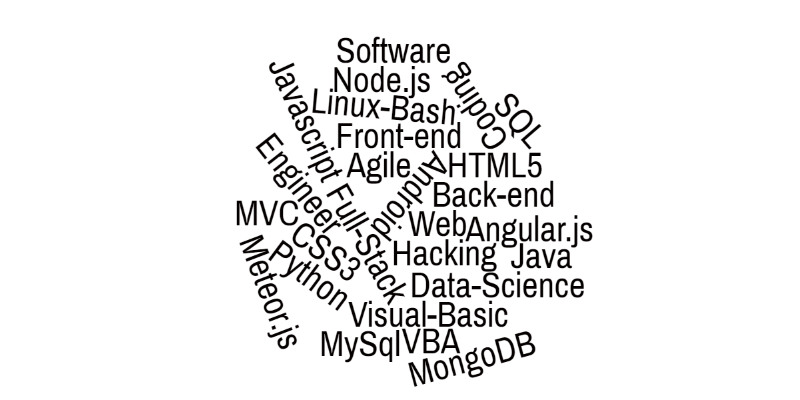 Software
Node.js
Javascript
Coding
SQL
Linux-Bash
Front-end
Engineer
Agile
Android
HTML5
Full-Stack
Back-end
MVC
CSS3
Web
Angular.js
Meteor.js
Python
Hacking
Java
Data-Science
Visual-Basic
MySql
VBA
MongoDB